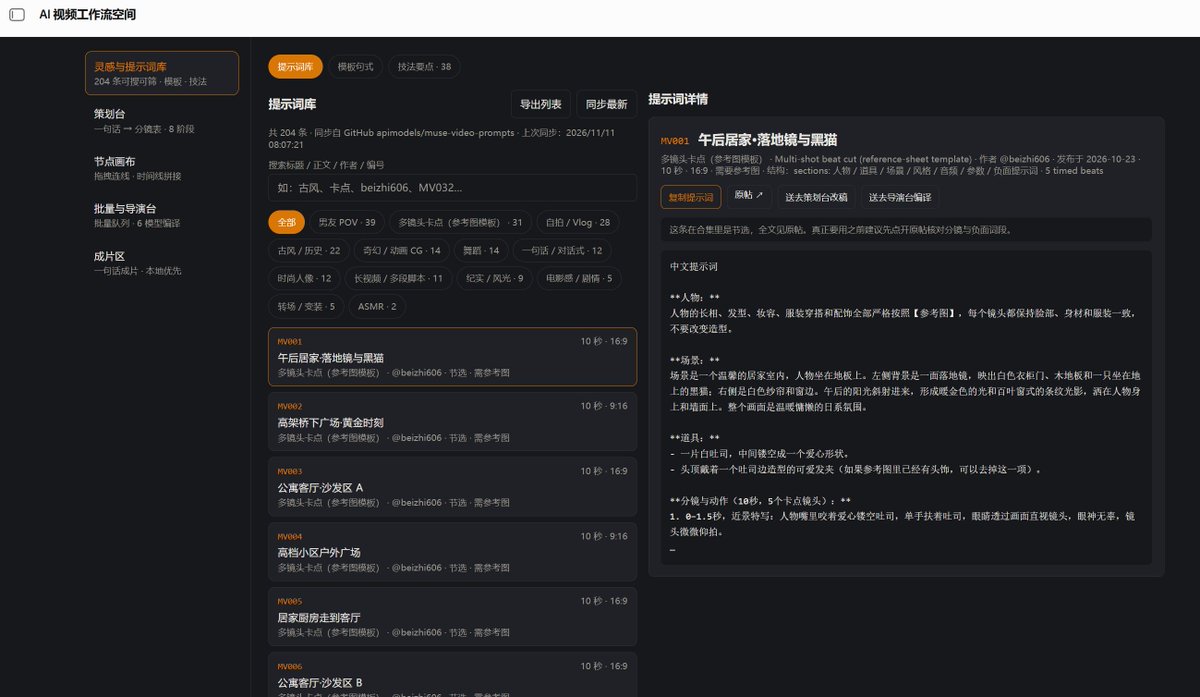 AI 视频工作流空间
灵感与提示词库
204 条可搜可筛 · 模板 · 技法
策划台
一句话 → 分镜表 · 8 阶段
节点画布
拖拽连线 · 时间线拼接
批量与导演台
批量队列 · 6 模型编译
成片区
一句话成片 · 本地优先
提示词库
模板句式
技法要点 · 38
提示词库
导出列表
同步最新
共 204 条 · 同步自 GitHub apimodels/muse-video-prompts · 上次同步：2026/11/11
08:07:21
搜索标题 / 正文 / 作者 / 编号
如：古风、卡点、beizhi606、MV032…
全部
男友 POV · 39
多镜头卡点（参考图模板） · 31
自拍 / Vlog · 28
古风 / 历史 · 22
奇幻 / 动画 CG · 14
舞蹈 · 14
一句话 / 对话式 · 12
时尚人像 · 12
长视频 / 多段脚本 · 11
纪实 / 风光 · 9
电影感 / 剧情 · 5
转场 / 变装 · 5
ASMR · 2
MV001
10 秒 · 16:9
午后居家·落地镜与黑猫
多镜头卡点（参考图模板） · @beizhi606 · 节选 · 需参考图
MV002
10 秒 · 9:16
高架桥下广场·黄金时刻
多镜头卡点（参考图模板） · @beizhi606 · 节选 · 需参考图
MV003
10 秒 · 16:9
公寓客厅·沙发区 A
多镜头卡点（参考图模板） · @beizhi606 · 节选 · 需参考图
MV004
10 秒 · 9:16
高档小区户外广场
多镜头卡点（参考图模板） · @beizhi606 · 节选 · 需参考图
MV005
10 秒 · 16:9
居家厨房走到客厅
多镜头卡点（参考图模板） · @beizhi606 · 节选 · 需参考图
MV006
10 秒 · 16:9
公寓客厅·沙发区 B
多镜头卡点（参考图模板） · @beizhi606 · 节选 · 需参考图
提示词详情
MV001 午后居家·落地镜与黑猫
多镜头卡点（参考图模板） · Multi-shot beat cut (reference-sheet template) · 作者 @beizhi606 · 发布于 2026-10-23 ·
10 秒 · 16:9 · 需要参考图 · 结构：sections: 人物 / 道具 / 场景 / 风格 / 音频 / 参数 / 负面提示词 · 5 timed beats
复制提示词
原帖 ↗
送去策划台改稿
送去导演台编译
这条在合集里是节选，全文见原帖。真正要用之前建议先点开原帖核对分镜与负面词段。
中文提示词
**人物：**
人物的长相、发型、妆容、服装穿搭和配饰全部严格按照【参考图】，每个镜头都保持脸部、身材和服装一致，
不要改变造型。
**场景：**
场景是一个温馨的居家室内，人物坐在地板上。左侧背景是一面落地镜，映出白色衣柜门、木地板和一只坐在地
上的黑猫；右侧是白色纱帘和窗边。午后的阳光斜射进来，形成暖金色的光和百叶窗式的条纹光影，洒在人物身
上和墙面上。整个画面是温暖慵懒的日系氛围。
**道具：**
- 一片白吐司，中间镂空成一个爱心形状。
- 头顶戴着一个吐司边造型的可爱发夹（如果参考图里已经有头饰，可以去掉这一项）。
**分镜与动作（10秒，5个卡点镜头）：**
1. 0-1.5秒，近景特写：人物嘴里咬着爱心镂空吐司，单手扶着吐司，眼睛透过画面直视镜头，眼神无辜，镜
头微微仰拍。
…